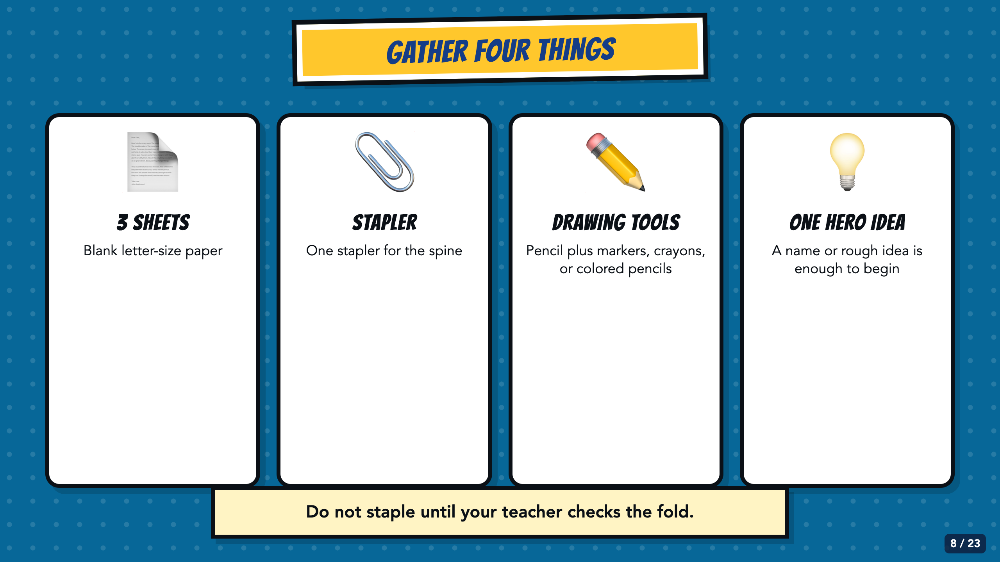 GATHER FOUR THINGS
3 SHEETS
Blank letter-size paper
STAPLER
One stapler for the spine
DRAWING TOOLS
Pencil plus markers, crayons,
or colored pencils
ONE HERO IDEA
A name or rough idea is
enough to begin
Do not staple until your teacher checks the fold.
8 / 23